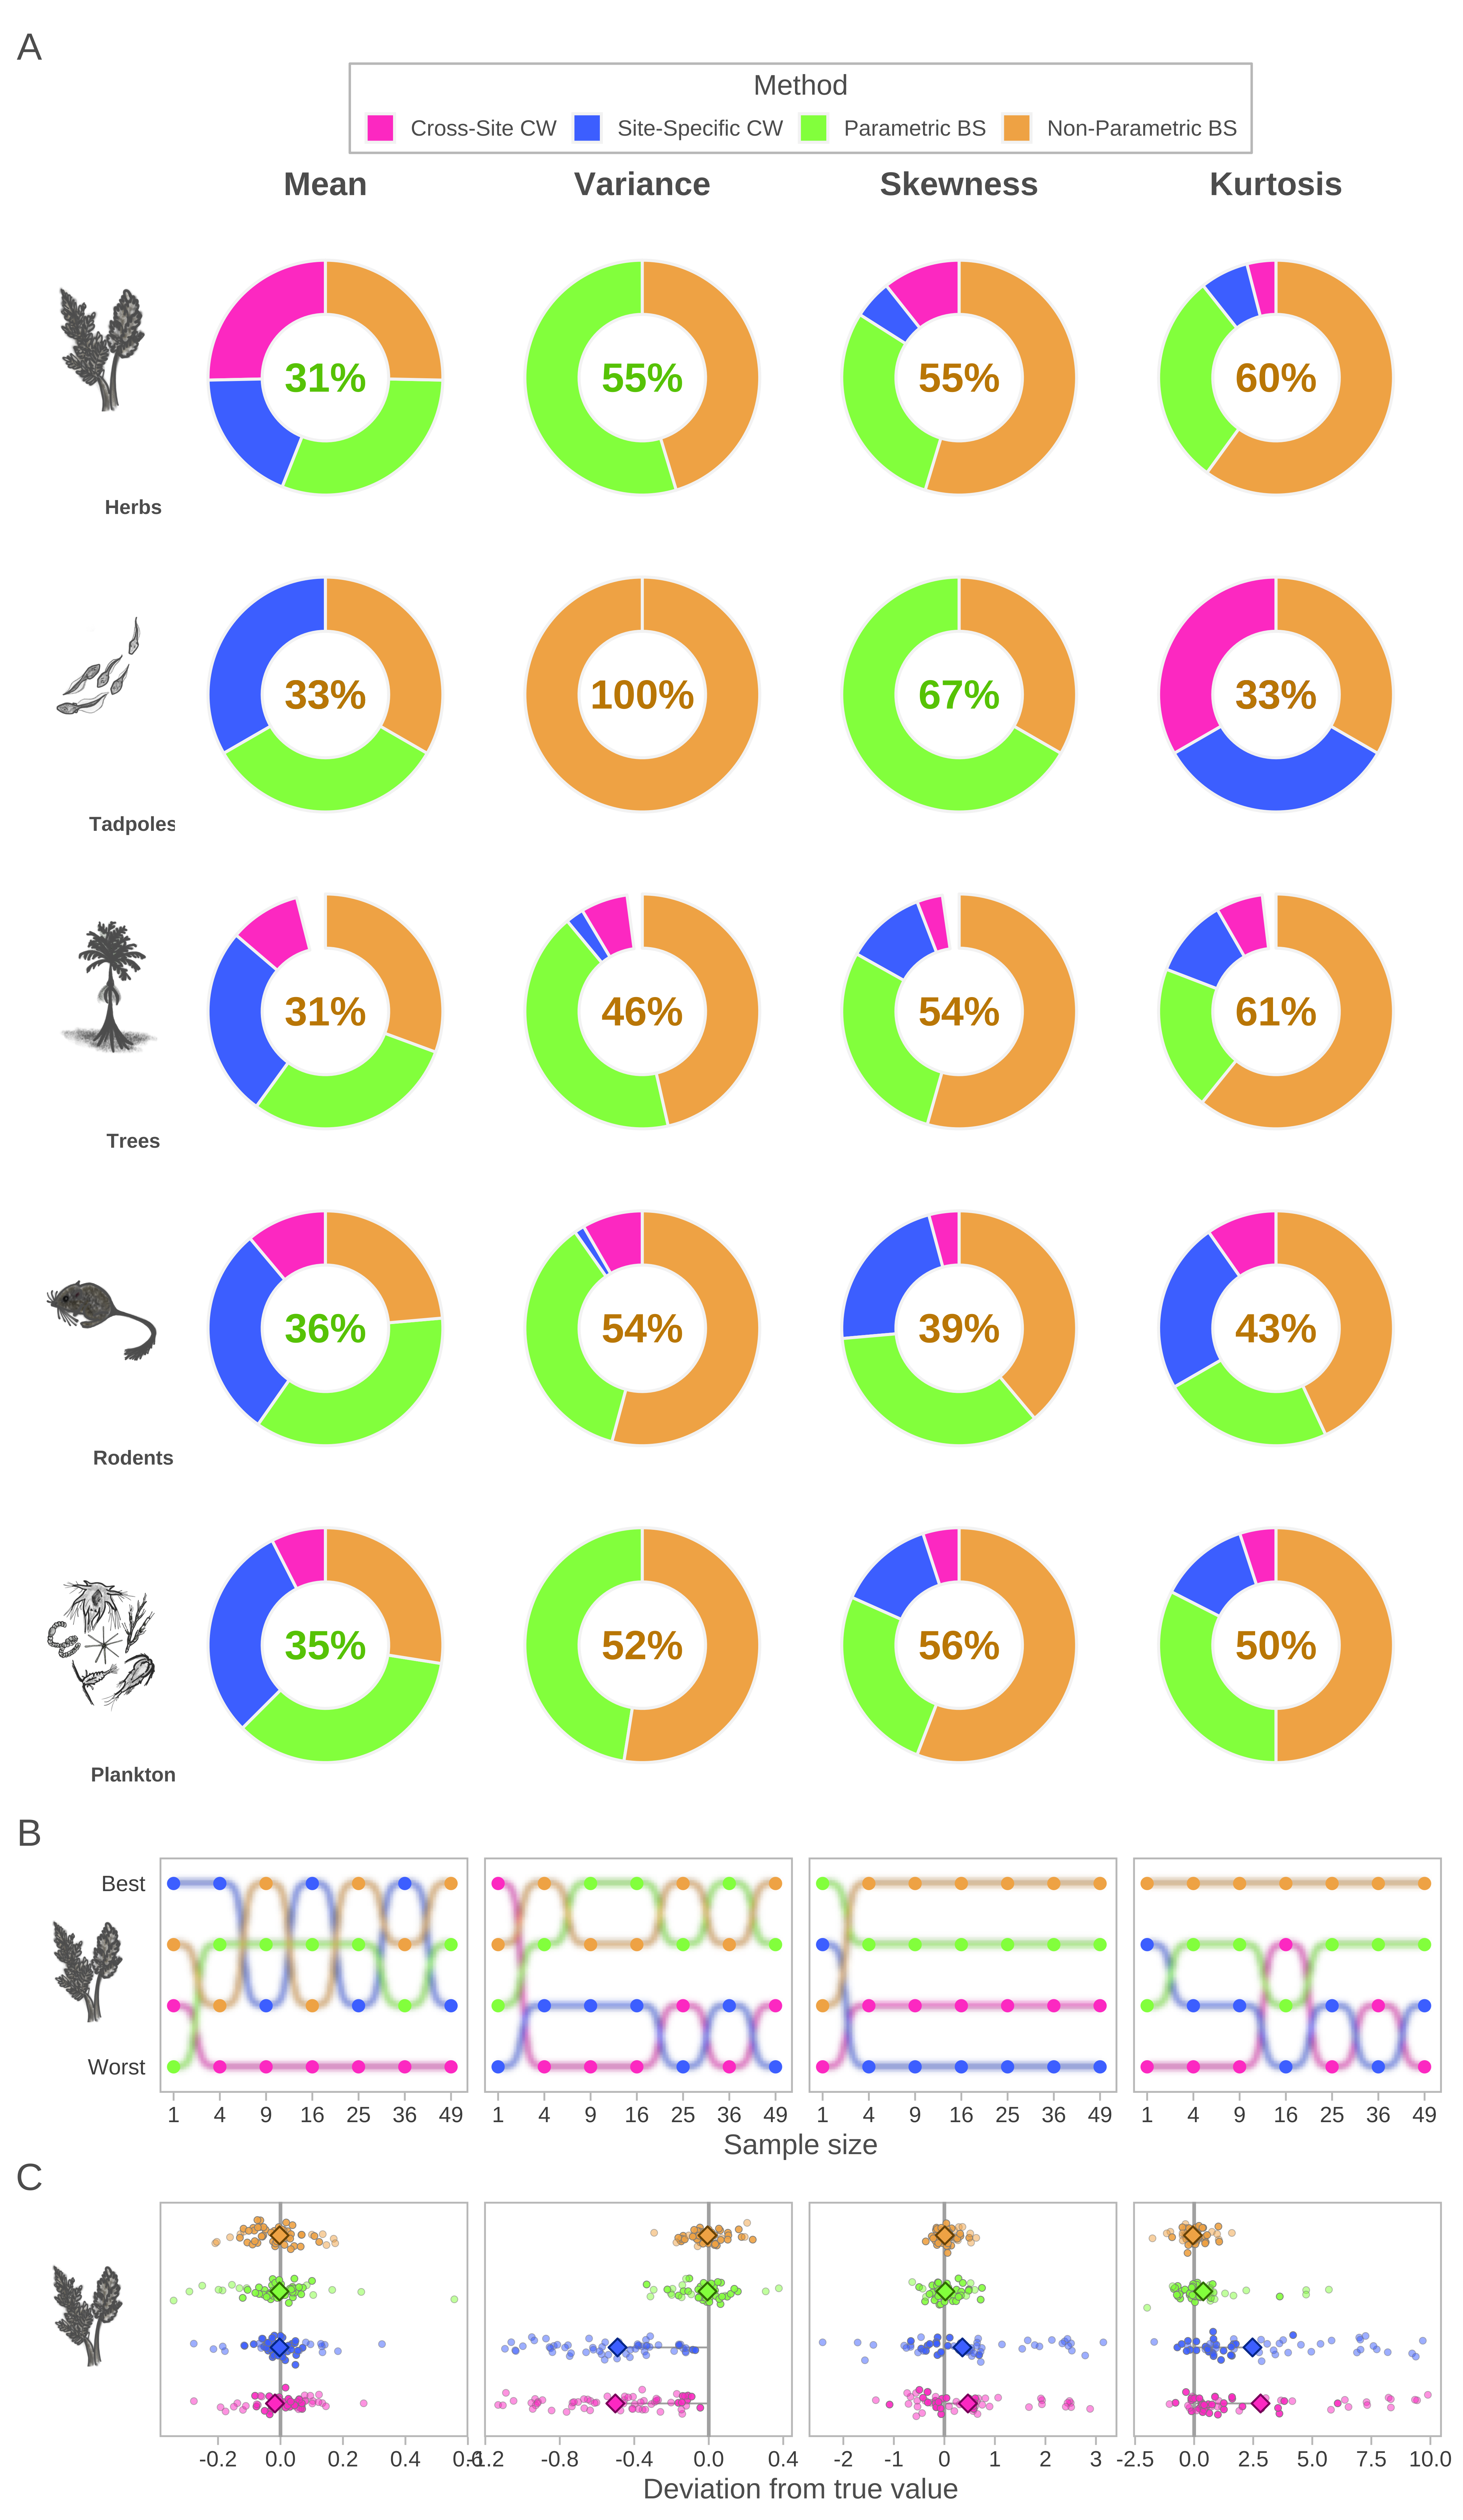 A
Method
Cross-Site CW Site-Specific CW Parametric BS Non-Parametric BS
Mean Variance Skewness Kurtosis
31% 55% 55% 60%
Herbs
33% 100% 67% 33%
Tadpoles
31% 46% 54% 61%
Trees
36% 54% 39% 43%
Rodents
35% 52% 56% 50%
Plankton
B
Best
Worst
1 4 9 16 25 36 49 1 4 9 16 25 36 49 1 4 9 16 25 36 49 1 4 9 16 25 36 49
Sample size
C
-0.2 0.0 0.2 0.4 0.6 -1.2 -0.8 -0.4 0.0 0.4 -2 -1 0 1 2 3 -2.5 0.0 2.5 5.0 7.5 10.0
Deviation from true value